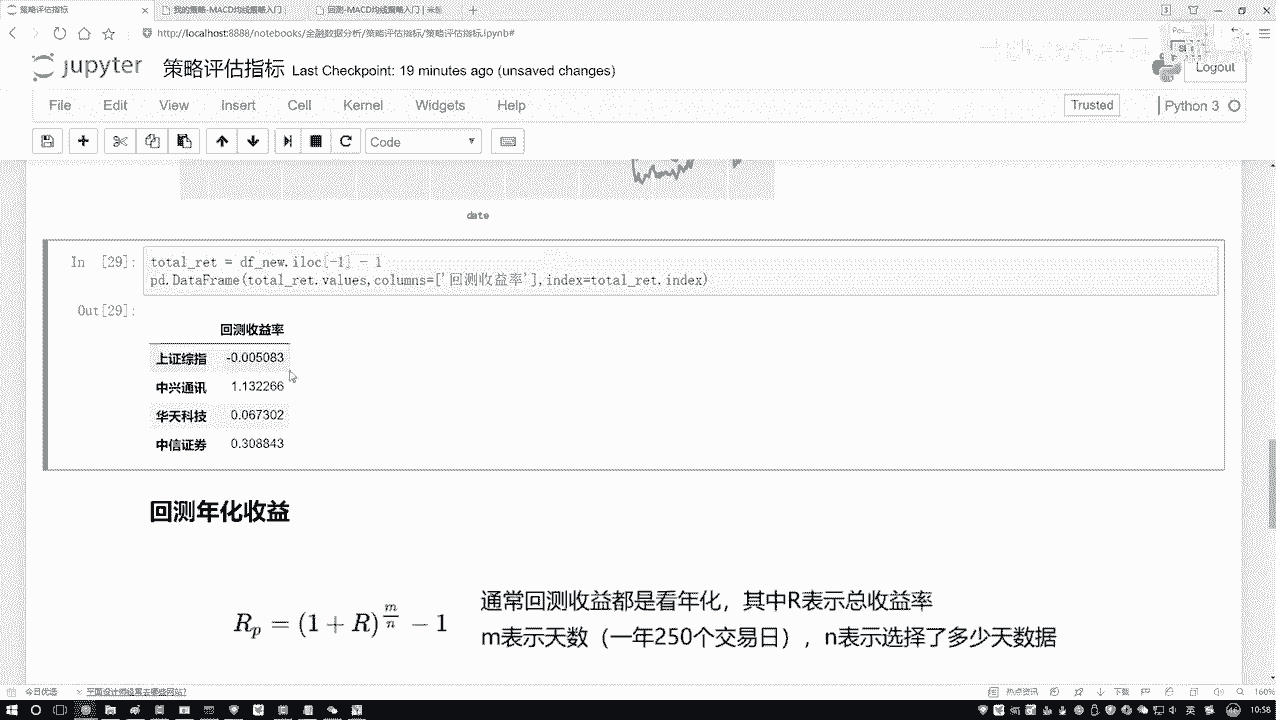 策略评估指标
我的策略-MACD均线策略入门
回测-MACD均线策略入门 | 米筐
http://localhost:8888/notebooks/金融数据分析/策略评估指标/策略评估指标.ipynb#
jupyter 策略评估指标 Last Checkpoint: 19 minutes ago (unsaved changes)
Logout
File Edit View Insert Cell Kernel Widgets Help
Trusted Python 3
Code
date
In [29]: total_ret = df_new.iloc[-1] - 1
pd.DataFrame(total_ret.values,columns=['回测收益率'],index=total_ret.index)
Out[29]:
回测收益率
上证综指 -0.005083
中兴通讯 1.132266
华天科技 0.067302
中信证券 0.308843
回测年化收益
R_p = (1 + R)^{m/n} − 1
通常回测收益都是看年化，其中R表示总收益率
m表示天数（一年250个交易日），n表示选择了多少天数据
今日优选
平面设计师经常去哪些网站?
热点资讯
下载
160%
英
10:58